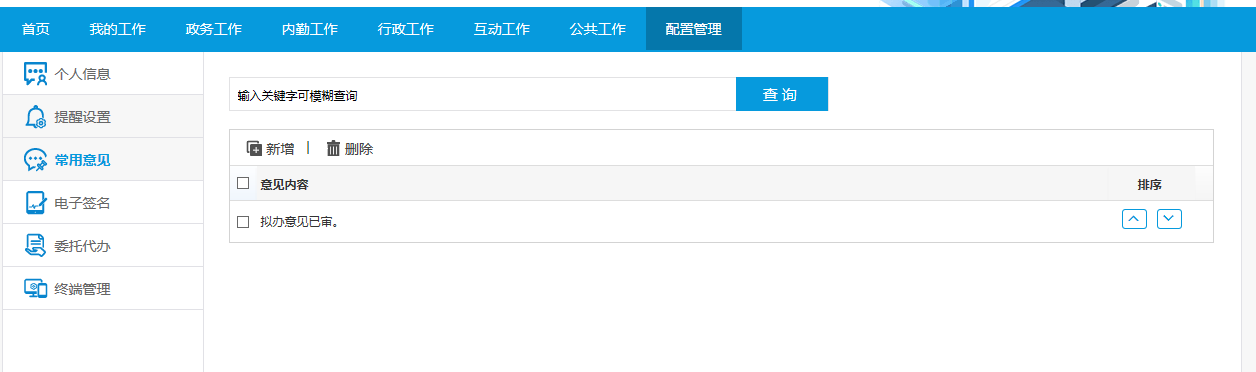 首页 我的工作 政务工作 内勤工作 行政工作 互动工作 公共工作 配置管理
个人信息
提醒设置
常用意见
电子签名
委托代办
终端管理
输入关键字可模糊查询 查 询
新增 | 删除
意见内容 排序
拟办意见已审。